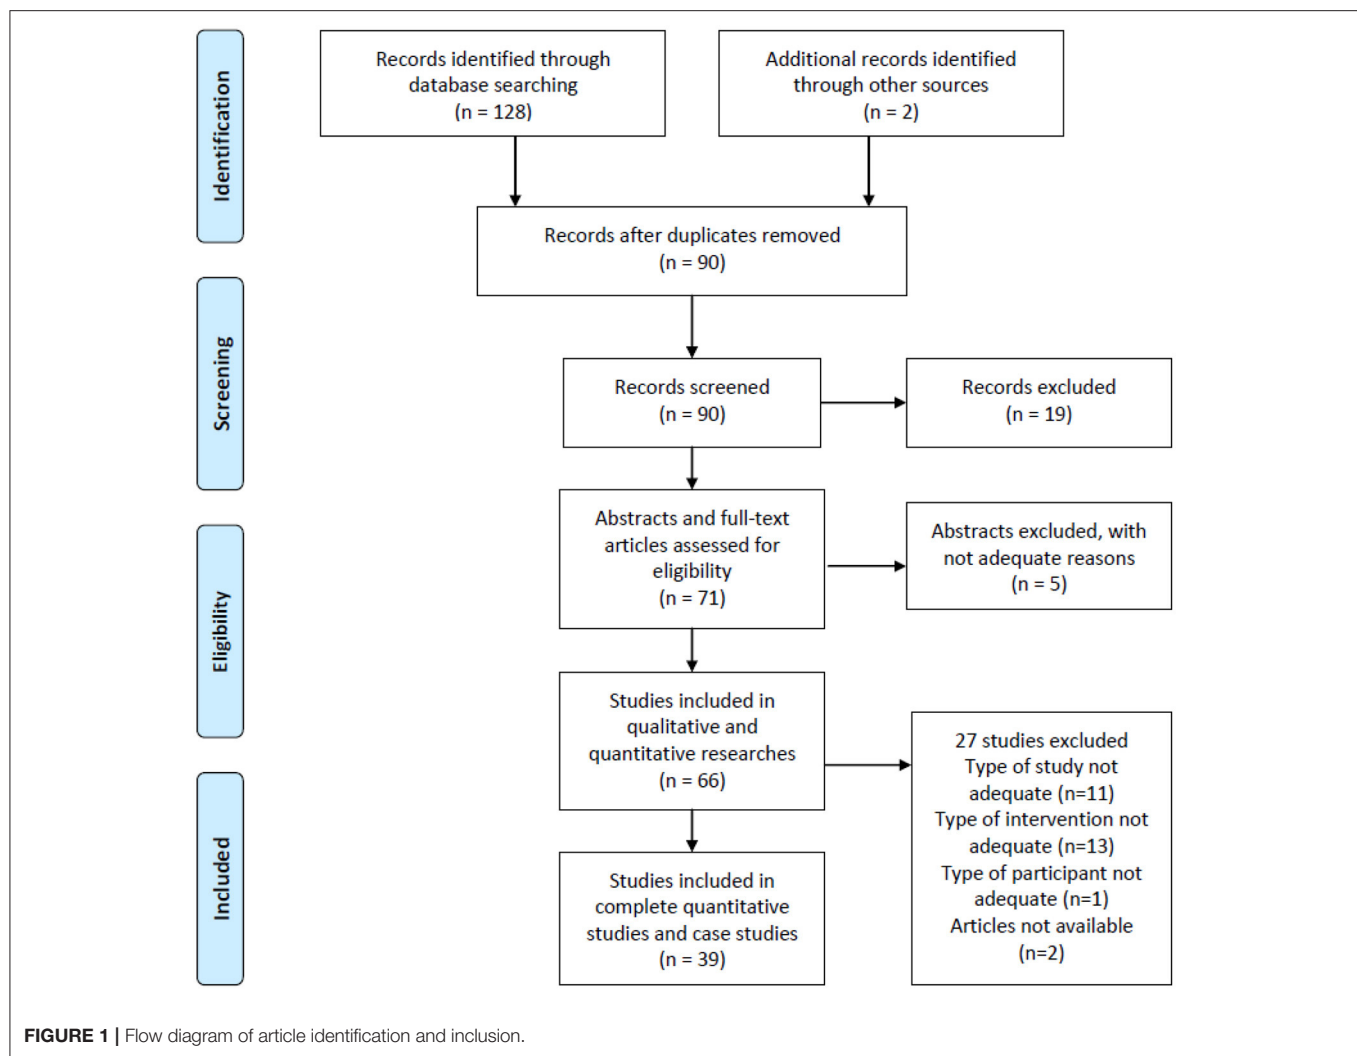 Identification
Records identified through
database searching
(n = 128)
Additional records identified
through other sources
(n = 2)
Records after duplicates removed
(n = 90)
Screening
Records screened
(n = 90)
Records excluded
(n = 19)
Eligibility
Abstracts and full-text
articles assessed for
eligibility
(n = 71)
Abstracts excluded, with
not adequate reasons
(n = 5)
Studies included in
qualitative and
quantitative researches
(n = 66)
27 studies excluded
Type of study not
adequate (n=11)
Type of intervention not
adequate (n=13)
Type of participant not
adequate (n=1)
Articles not available
(n=2)
Included
Studies included in
complete quantitative
studies and case studies
(n = 39)
FIGURE 1 | Flow diagram of article identification and inclusion.